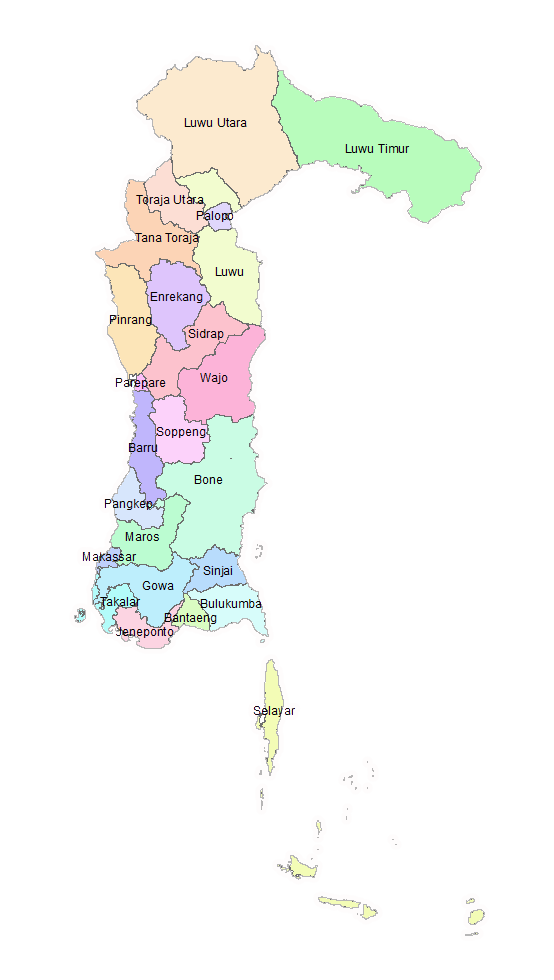 Luwu Utara
Luwu Timur
Toraja Utara
Palopo
Tana Toraja
Luwu
Enrekang
Pinrang
Sidrap
Parepare
Wajo
Soppeng
Barru
Bone
Pangkep
Maros
Makassar
Sinjai
Gowa
Takalar
Bulukumba
Bantaeng
Jeneponto
Selayar